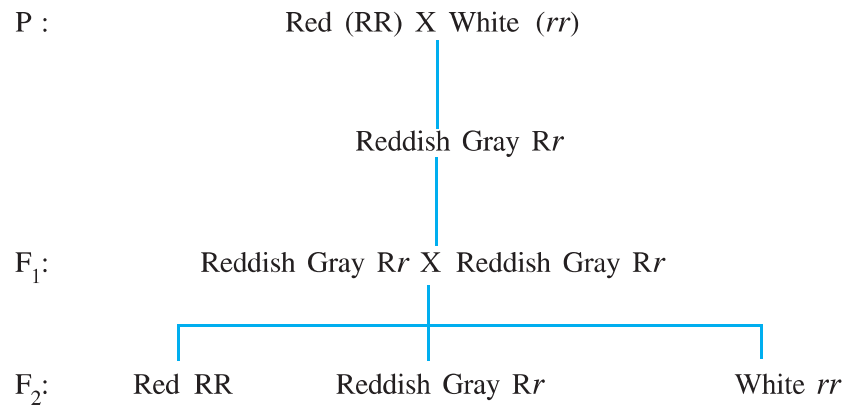 P : Red (RR) X White (rr)
Reddish Gray Rr
F1: Reddish Gray Rr X Reddish Gray Rr
F2: Red RR Reddish Gray Rr White rr